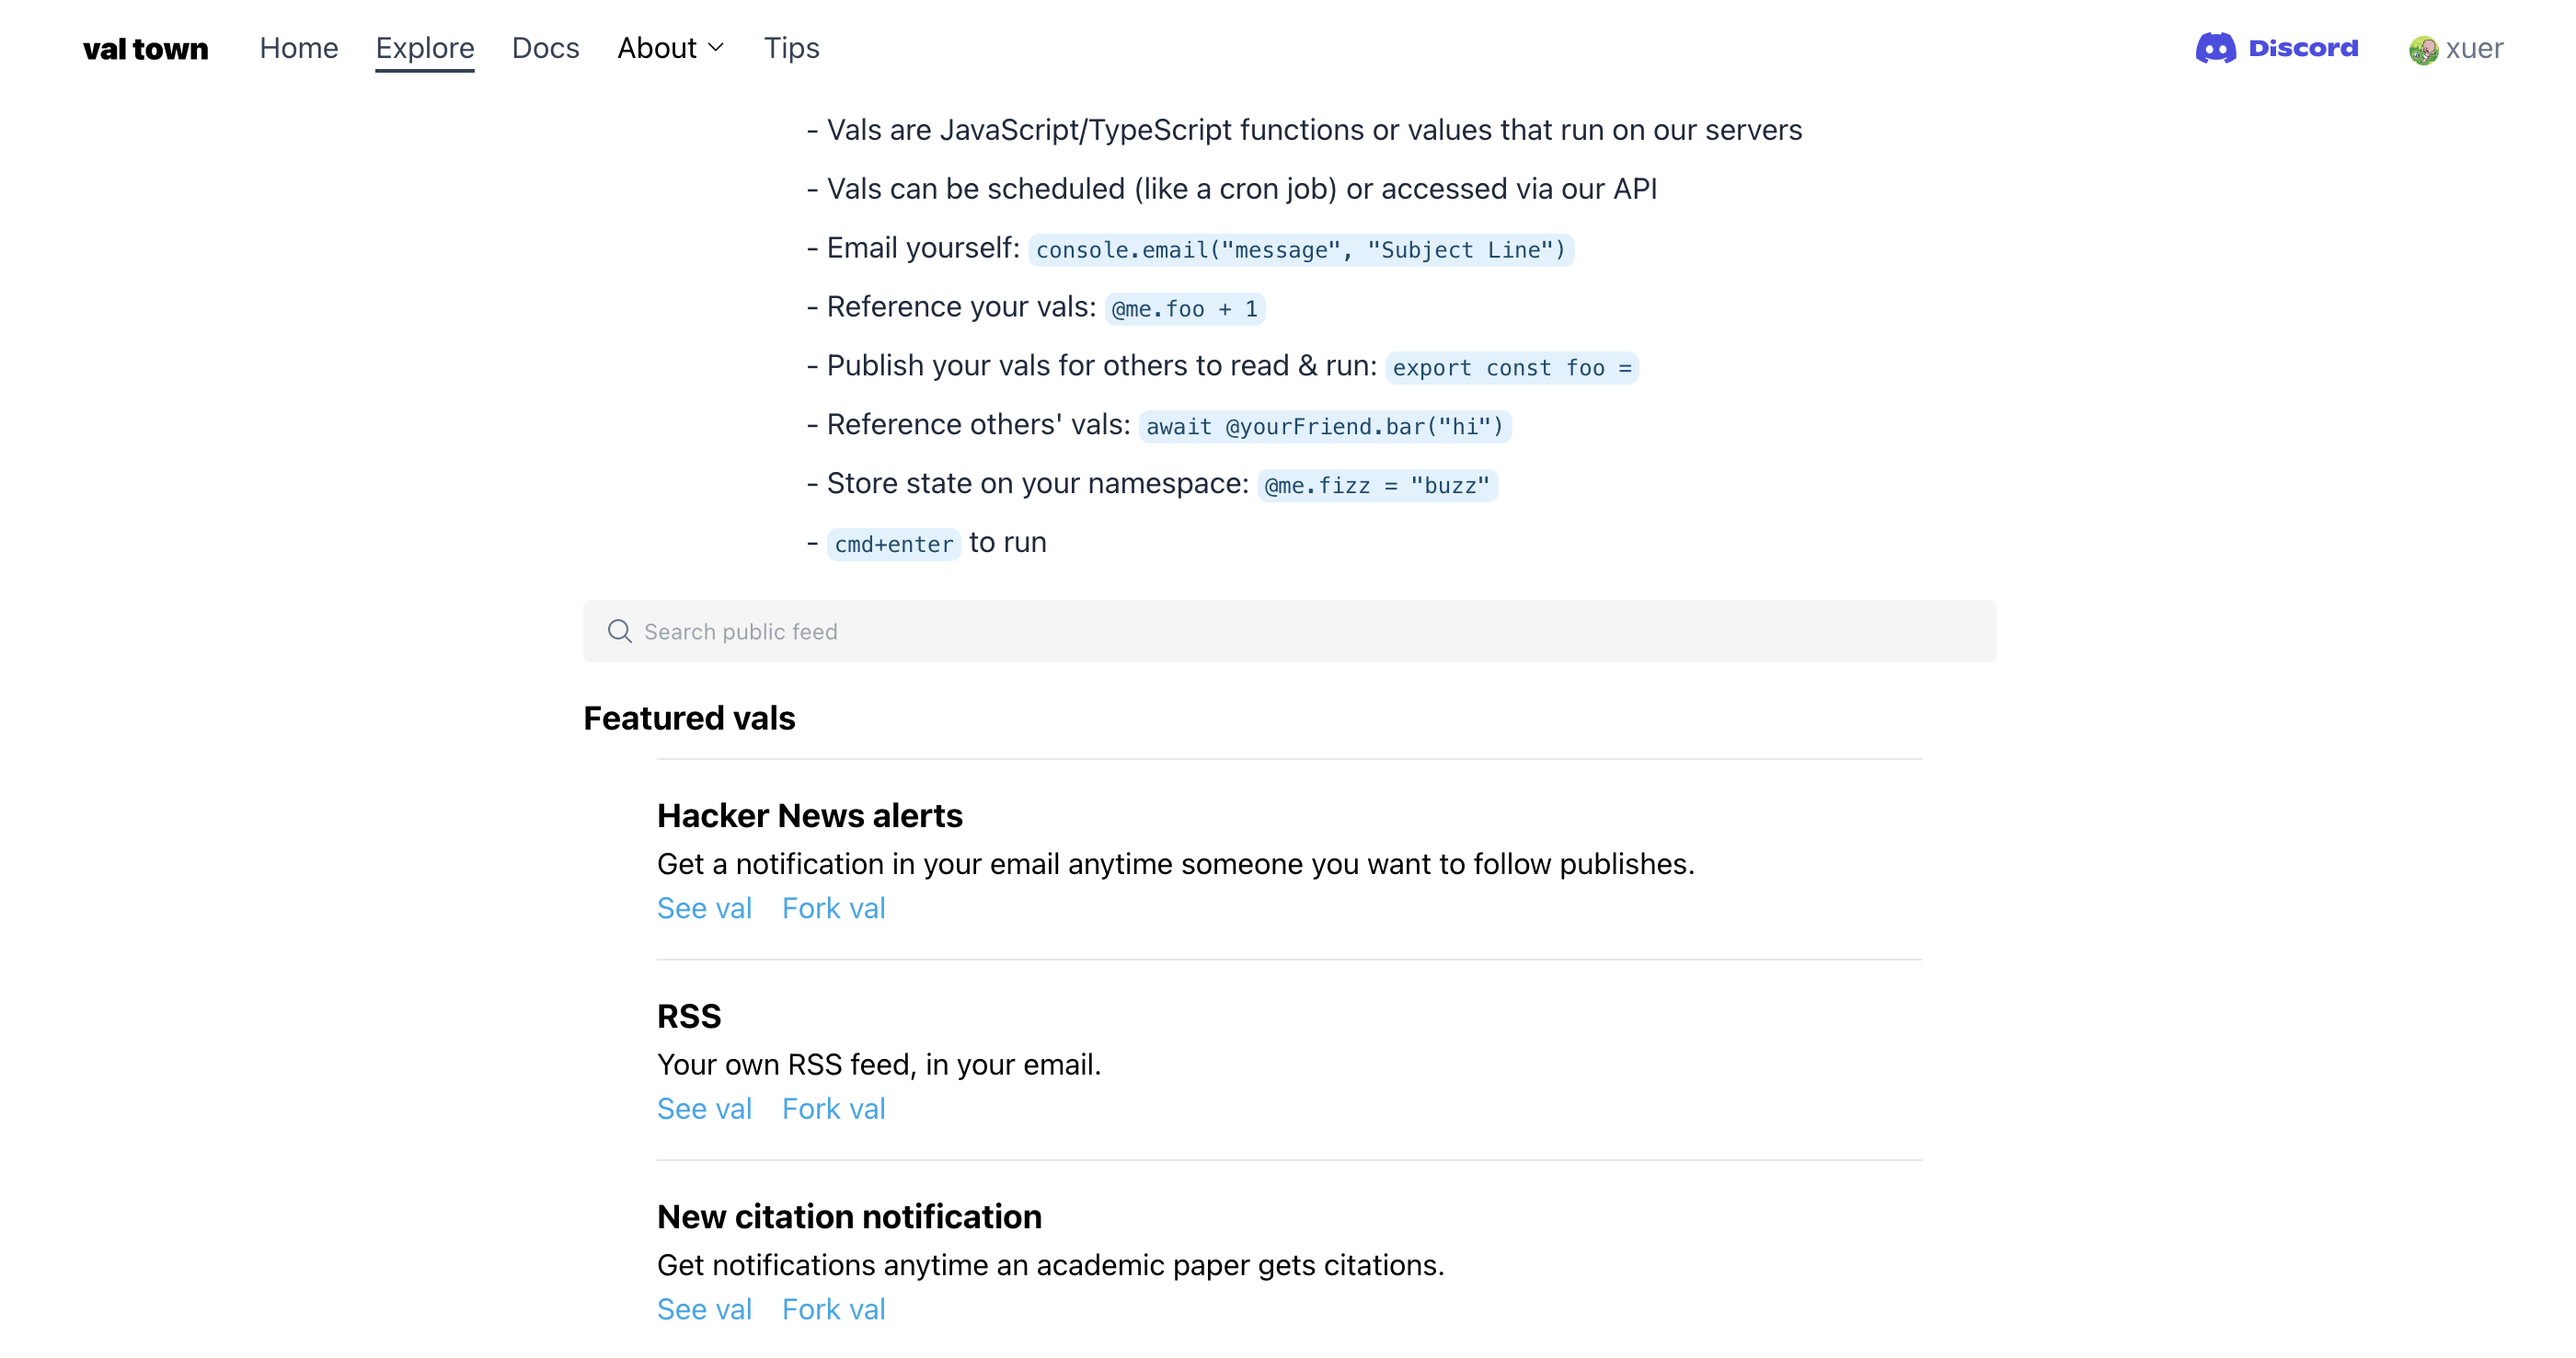 val town Home Explore Docs About Tips Discord xuer
- Vals are JavaScript/TypeScript functions or values that run on our servers
- Vals can be scheduled (like a cron job) or accessed via our API
- Email yourself: console.email("message", "Subject Line")
- Reference your vals: @me.foo + 1
- Publish your vals for others to read & run: export const foo =
- Reference others' vals: await @yourFriend.bar("hi")
- Store state on your namespace: @me.fizz = "buzz"
- cmd+enter to run
Search public feed
Featured vals
Hacker News alerts
Get a notification in your email anytime someone you want to follow publishes.
See val Fork val
RSS
Your own RSS feed, in your email.
See val Fork val
New citation notification
Get notifications anytime an academic paper gets citations.
See val Fork val